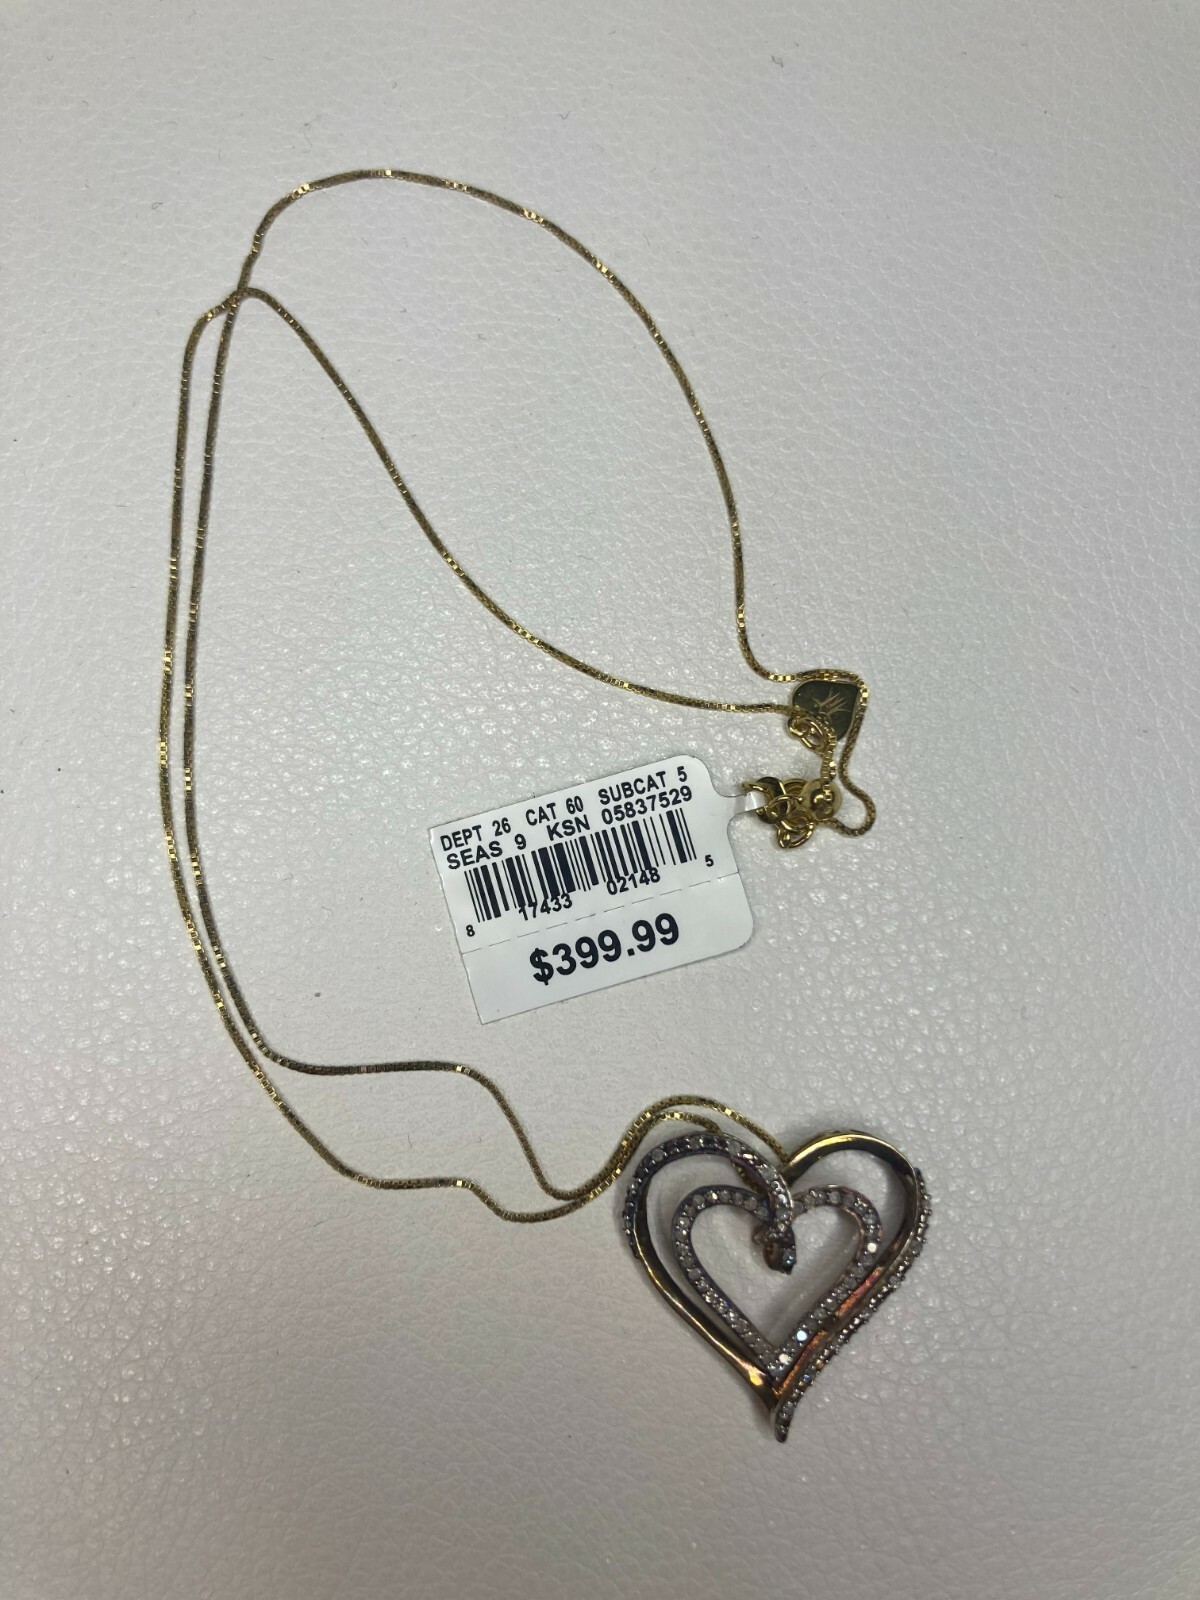 DEPT 26 CAT 60 SUBCAT 5
SEAS 9 KSN 05837529
8 17433 02148 5
$399.99